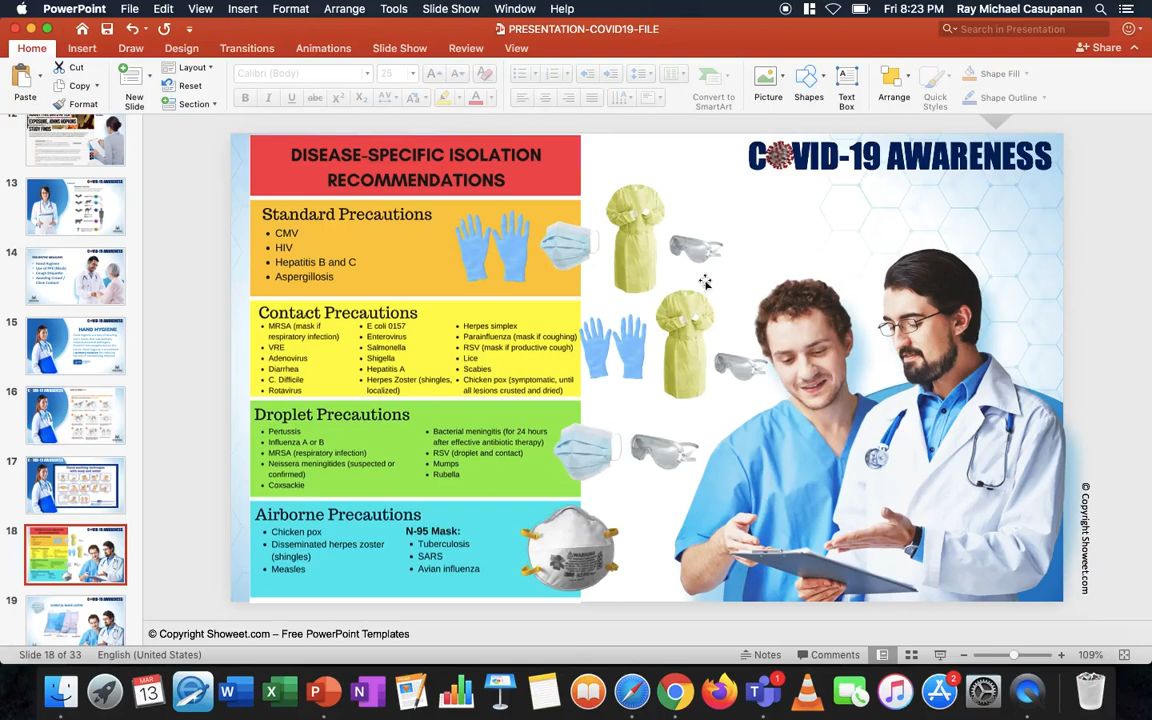 PowerPoint File Edit View Insert Format Arrange Tools Slide Show Window Help
Fri 8:23 PM Ray Michael Casupanan
PRESENTATION-COVID19-FILE
Search in Presentation
Home Insert Draw Design Transitions Animations Slide Show Review View
Share
Paste
Cut
Copy
Format
New
Slide
Layout
Reset
Section
Calibri (Body) 25
Convert to
SmartArt
Picture
Shapes
Text
Box
Arrange
Quick
Styles
Shape Fill
Shape Outline
12
13
14
15
HAND HYGIENE
16
17
18
19
DISEASE-SPECIFIC ISOLATION
RECOMMENDATIONS
COVID-19 AWARENESS
Standard Precautions
• CMV
• HIV
• Hepatitis B and C
• Aspergillosis
Contact Precautions
• MRSA (mask if
respiratory infection)
• VRE
• Adenovirus
• Diarrhea
• C. Difficile
• Rotavirus
• E coli 0157
• Enterovirus
• Salmonella
• Shigella
• Hepatitis A
• Herpes Zoster (shingles,
localized)
• Herpes simplex
• Parainfluenza (mask if coughing)
• RSV (mask if productive cough)
• Lice
• Scabies
• Chicken pox (symptomatic, until
all lesions crusted and dried)
Droplet Precautions
• Pertussis
• Influenza A or B
• MRSA (respiratory infection)
• Neissera meningitides (suspected or
confirmed)
• Coxsackie
• Bacterial meningitis (for 24 hours
after effective antibiotic therapy)
• RSV (droplet and contact)
• Mumps
• Rubella
Airborne Precautions
• Chicken pox
• Disseminated herpes zoster
(shingles)
• Measles
N-95 Mask:
• Tuberculosis
• SARS
• Avian influenza
© Copyright Showeet.com
© Copyright Showeet.com – Free PowerPoint Templates
Slide 18 of 33 English (United States)
Notes Comments 109%
MAR
13
1
2